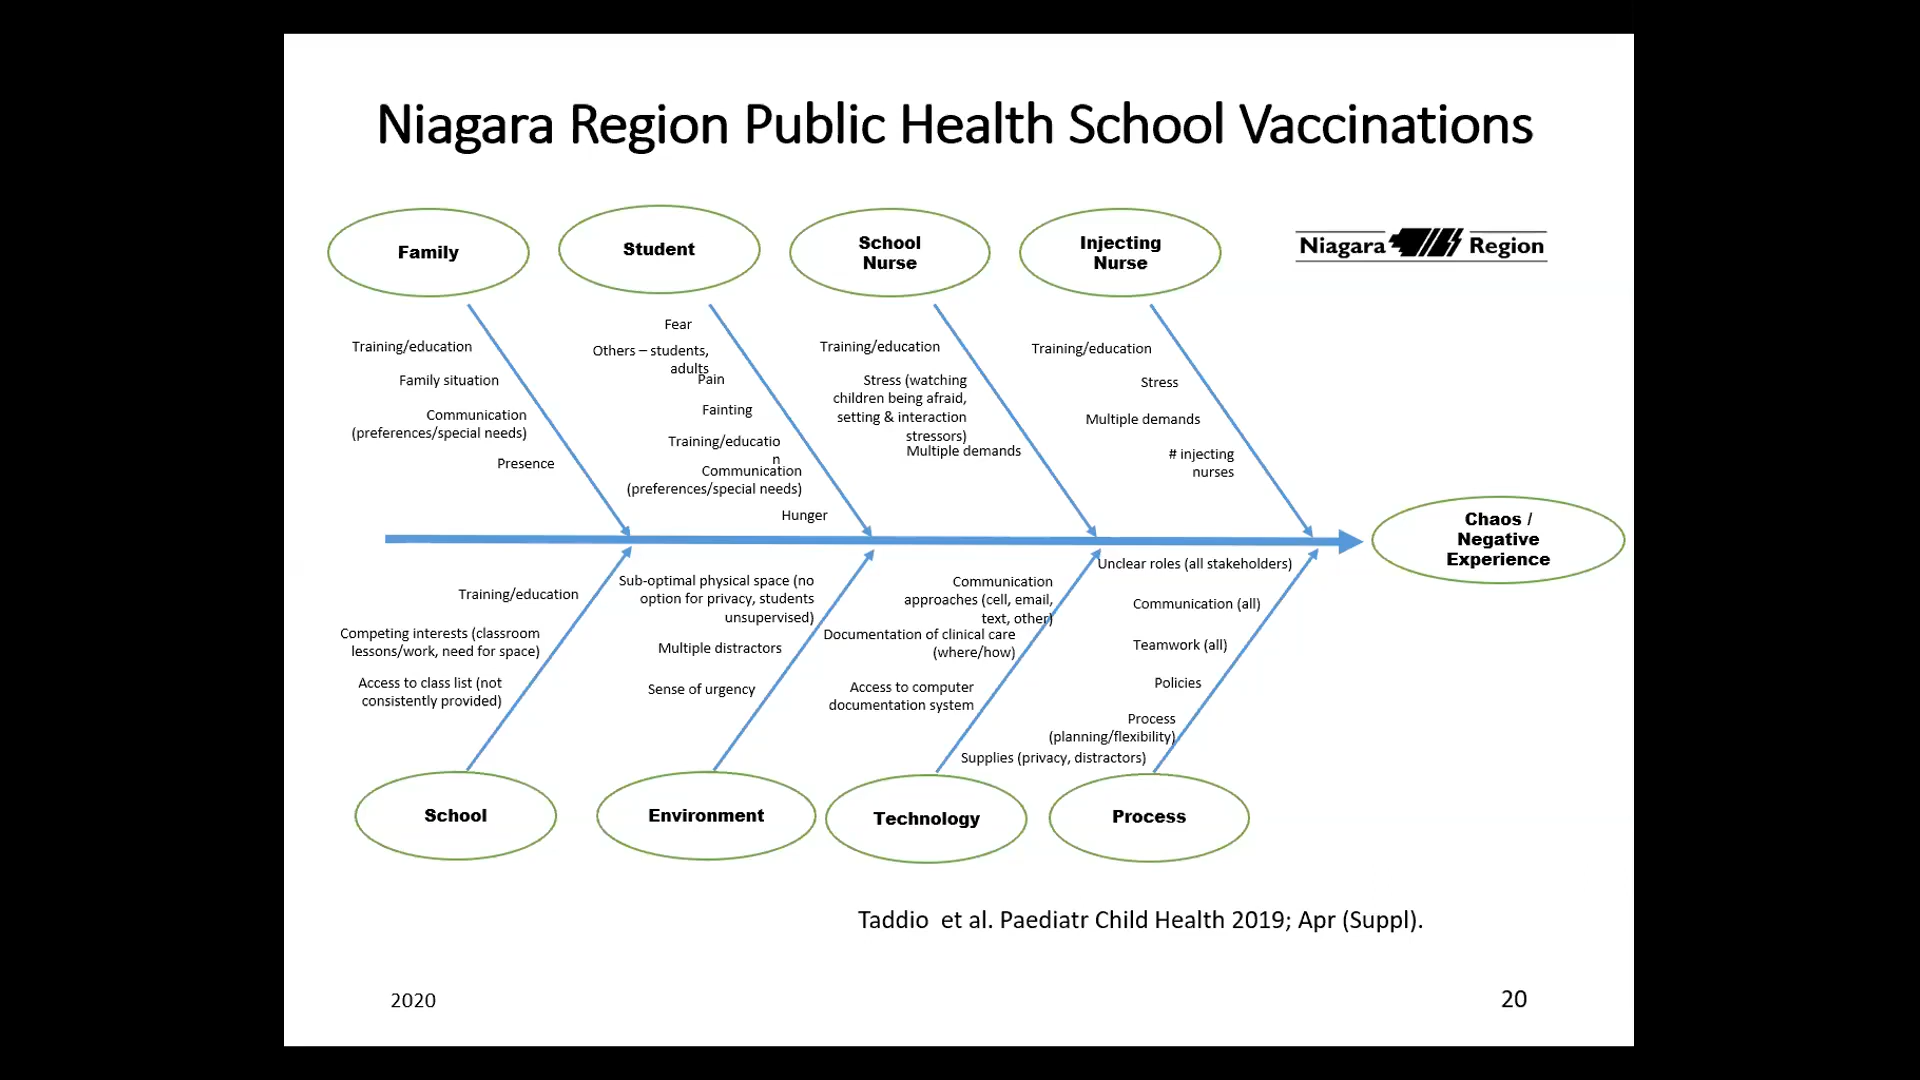 Niagara Region Public Health School Vaccinations
Family
Student
School
Nurse
Injecting
Nurse
Niagara Region
Training/education
Family situation
Communication
(preferences/special needs)
Presence
Fear
Others – students,
adults
Pain
Fainting
Training/educatio
n
Communication
(preferences/special needs)
Hunger
Training/education
Stress (watching
children being afraid,
setting & interaction
stressors)
Multiple demands
Training/education
Stress
Multiple demands
# injecting
nurses
Chaos /
Negative
Experience
Training/education
Competing interests (classroom
lessons/work, need for space)
Access to class list (not
consistently provided)
Sub-optimal physical space (no
option for privacy, students
unsupervised)
Multiple distractors
Sense of urgency
Communication
approaches (cell, email,
text, other)
Documentation of clinical care
(where/how)
Access to computer
documentation system
Unclear roles (all stakeholders)
Communication (all)
Teamwork (all)
Policies
Process
(planning/flexibility)
Supplies (privacy, distractors)
School
Environment
Technology
Process
Taddio  et al. Paediatr Child Health 2019; Apr (Suppl).
2020
20